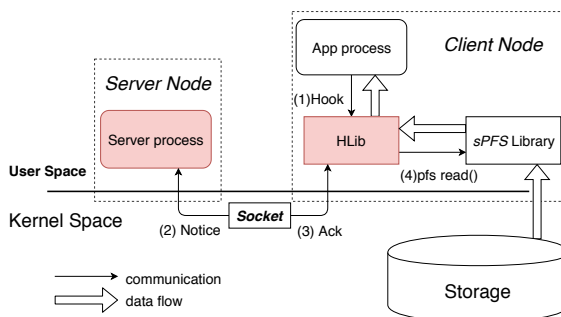 App process
Client Node
Server Node
(1)Hook
Server process
HLib
sPFS Library
User Space
(4)pfs read()
Kernel Space
Socket
(2) Notice
(3) Ack
communication
data flow
Storage